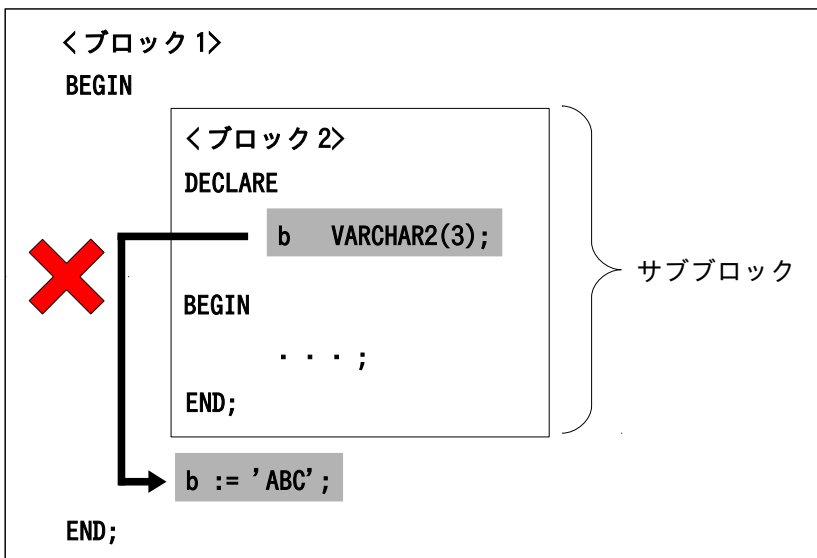 <ブロック1>
BEGIN
<ブロック2>
DECLARE
b VARCHAR2(3);
サブブロック
BEGIN
・・・;
END;
b := 'ABC';
END;